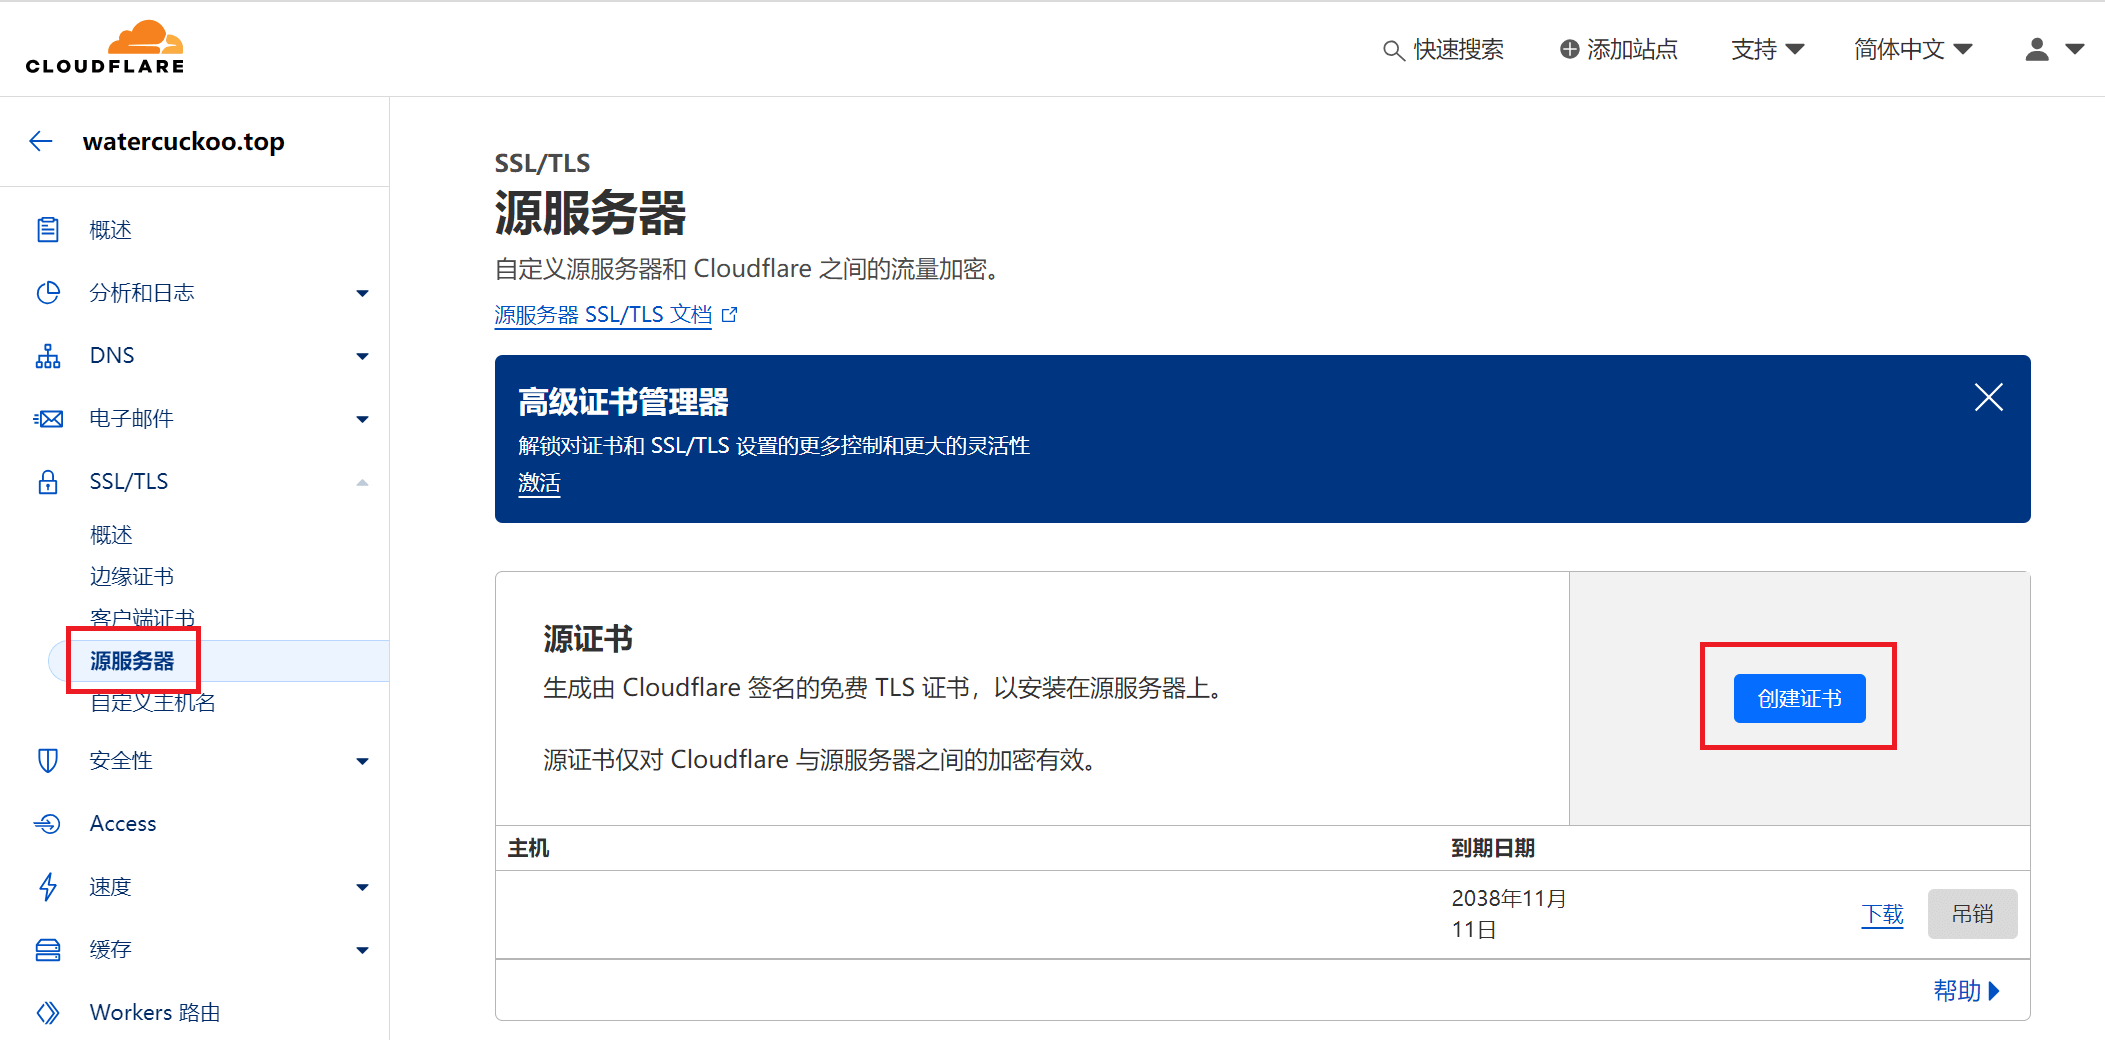 CLOUDFLARE
快速搜索
添加站点
支持
简体中文
watercuckoo.top
概述
分析和日志
DNS
电子邮件
SSL/TLS
概述
边缘证书
客户端证书
源服务器
自定义主机名
安全性
Access
速度
缓存
Workers 路由
SSL/TLS
源服务器
自定义源服务器和 Cloudflare 之间的流量加密。
源服务器 SSL/TLS 文档
高级证书管理器
解锁对证书和 SSL/TLS 设置的更多控制和更大的灵活性
激活
源证书
生成由 Cloudflare 签名的免费 TLS 证书，以安装在源服务器上。
源证书仅对 Cloudflare 与源服务器之间的加密有效。
创建证书
主机
到期日期
2038年11月
11日
下载
吊销
帮助